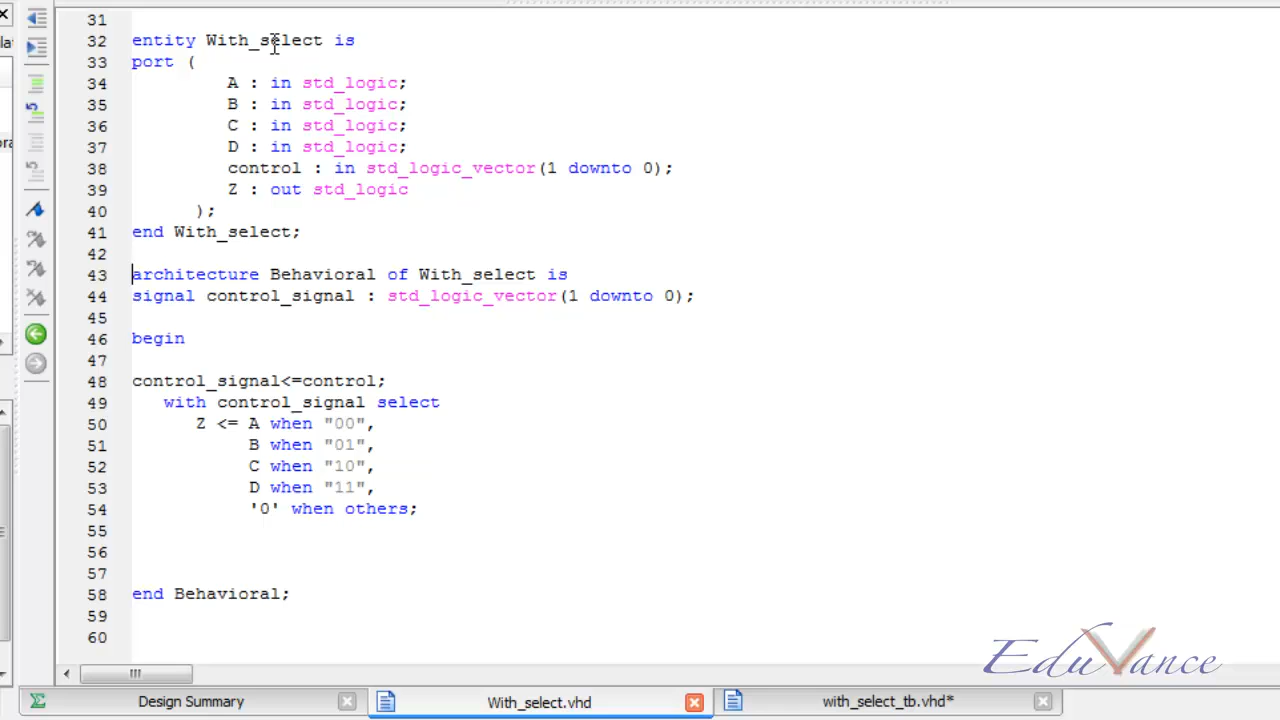 31
32 entity With_select is
33 port (
34 A : in std_logic;
35 B : in std_logic;
36 C : in std_logic;
37 D : in std_logic;
38 control : in std_logic_vector(1 downto 0);
39 Z : out std_logic
40 );
41 end With_select;
42
43 architecture Behavioral of With_select is
44 signal control_signal : std_logic_vector(1 downto 0);
45
46 begin
47
48 control_signal<=control;
49 with control_signal select
50 Z <= A when "00",
51 B when "01",
52 C when "10",
53 D when "11",
54 '0' when others;
55
56
57
58 end Behavioral;
59
60
EduVance
Design Summary With_select.vhd with_select_tb.vhd*